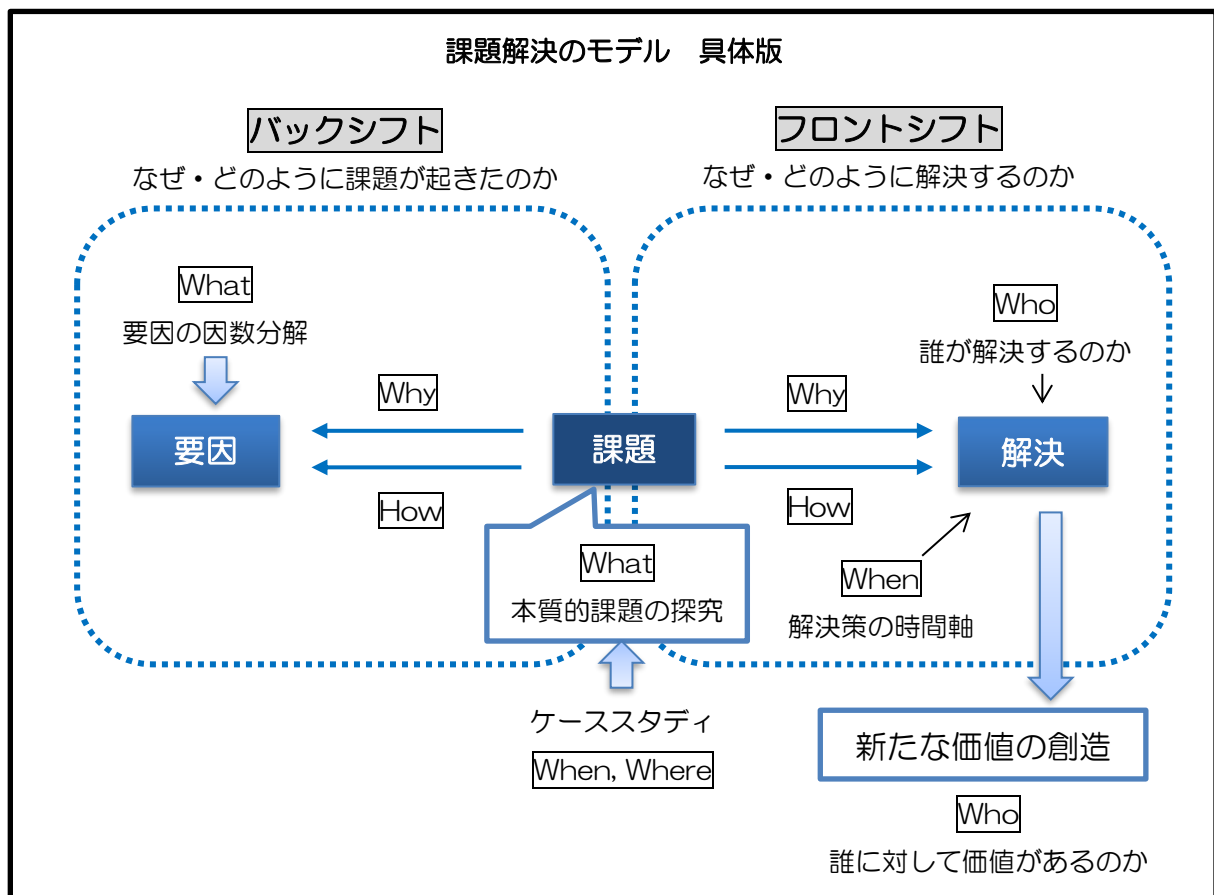 課題解決のモデル　具体版
バックシフト
なぜ・どのように課題が起きたのか
フロントシフト
なぜ・どのように解決するのか
What
要因の因数分解
Who
誰が解決するのか
Why
Why
要因
課題
解決
How
How
What
本質的課題の探究
When
解決策の時間軸
ケーススタディ
When, Where
新たな価値の創造
Who
誰に対して価値があるのか